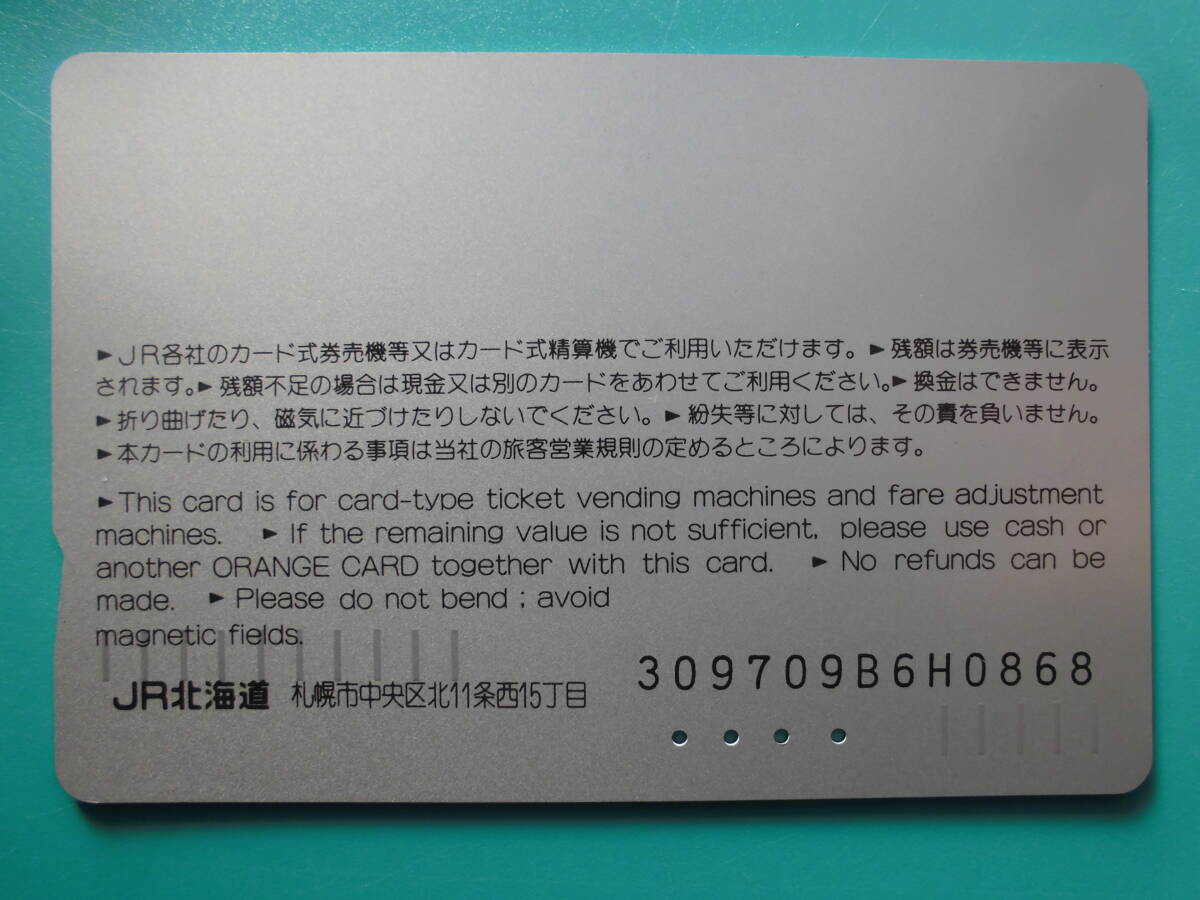 ►JR各社のカード式券売機等又はカード式精算機でご利用いただけます。►残額は券売機等に表示
されます。►残額不足の場合は現金又は別のカードをあわせてご利用ください。►換金はできません。
►折り曲げたり、磁気に近づけたりしないでください。►紛失等に対しては、その責を負いません。
►本カードの利用に係わる事項は当社の旅客営業規則の定めるところによります。
►This card is for card-type ticket vending machines and fare adjustment
machines. ►If the remaining value is not sufficient, please use cash or
another ORANGE CARD together with this card. ►No refunds can be
made. ►Please do not bend ; avoid
magnetic fields.
309709B6H0868
JR北海道 札幌市中央区北11条西15丁目